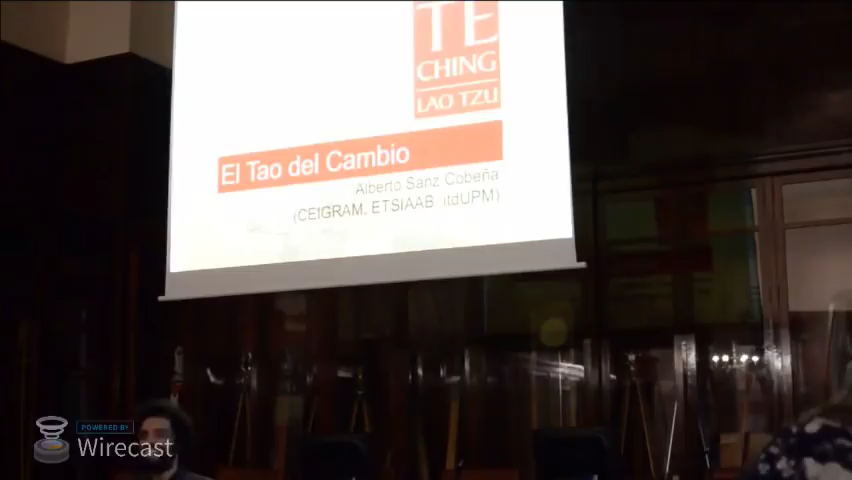 TE
CHING
LAO TZU
El Tao del Cambio
Alberto Sanz Cobeña
(CEIGRAM, ETSIAAB, itdUPM)
POWERED BY
Wirecast